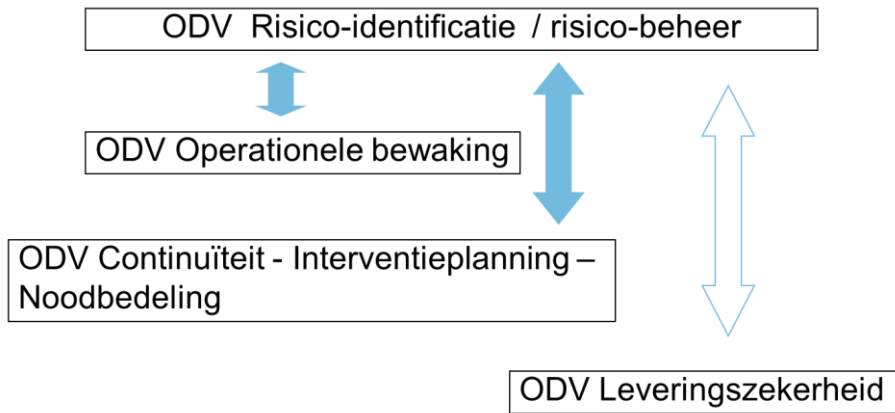 ODV Risico-identificatie / risico-beheer
ODV Operationele bewaking
ODV Continuïteit - Interventieplanning –
Noodbedeling
ODV Leveringszekerheid